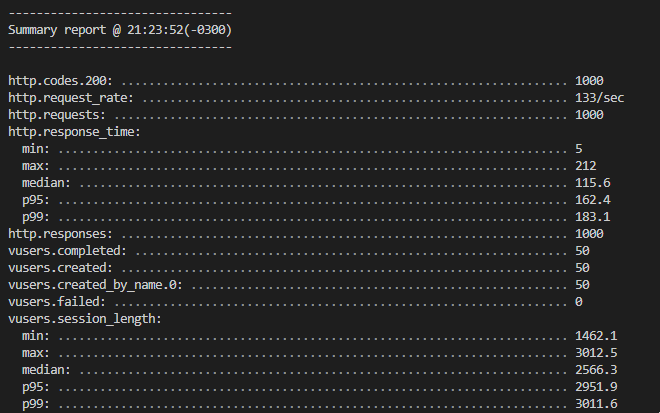 --------------------------------
Summary report @ 21:23:52(-0300)
--------------------------------
http.codes.200: ................................................................ 1000
http.request_rate: ............................................................. 133/sec
http.requests: .................................................................. 1000
http.response_time:
  min: ......................................................................... 5
  max: ......................................................................... 212
  median: ...................................................................... 115.6
  p95: ......................................................................... 162.4
  p99: ......................................................................... 183.1
http.responses: ................................................................ 1000
vusers.completed: .............................................................. 50
vusers.created: ................................................................ 50
vusers.created_by_name.0: ...................................................... 50
vusers.failed: ................................................................. 0
vusers.session_length:
  min: ......................................................................... 1462.1
  max: ......................................................................... 3012.5
  median: ...................................................................... 2566.3
  p95: ......................................................................... 2951.9
  p99: ......................................................................... 3011.6